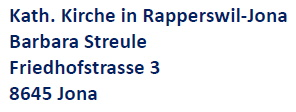 Kath. Kirche in Rapperswil-Jona
Barbara Streule
Friedhofstrasse 3
8645 Jona